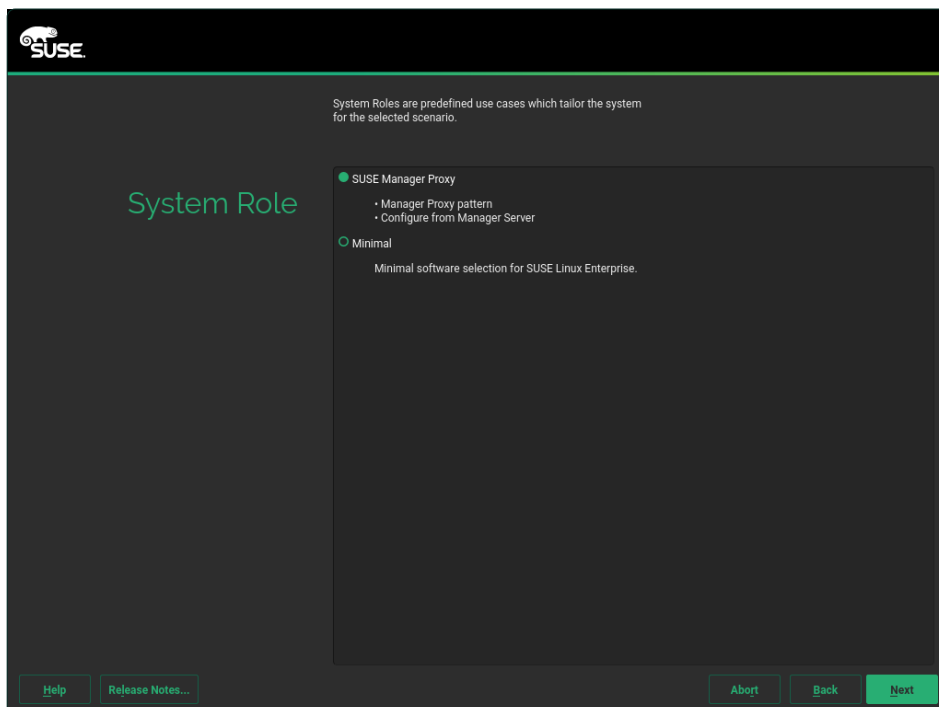 SUSE.
System Roles are predefined use cases which tailor the system
for the selected scenario.
System Role
SUSE Manager Proxy
• Manager Proxy pattern
• Configure from Manager Server
Minimal
Minimal software selection for SUSE Linux Enterprise.
Help
Release Notes...
Abort
Back
Next